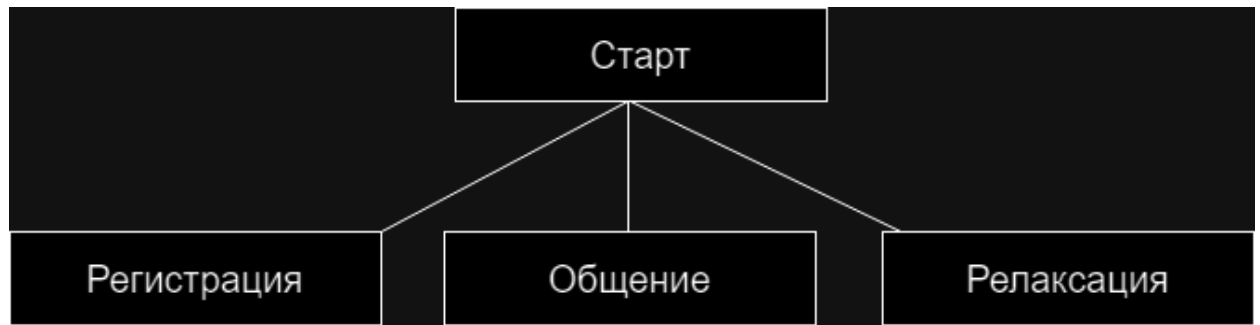 Старт
Регистрация
Общение
Релаксация